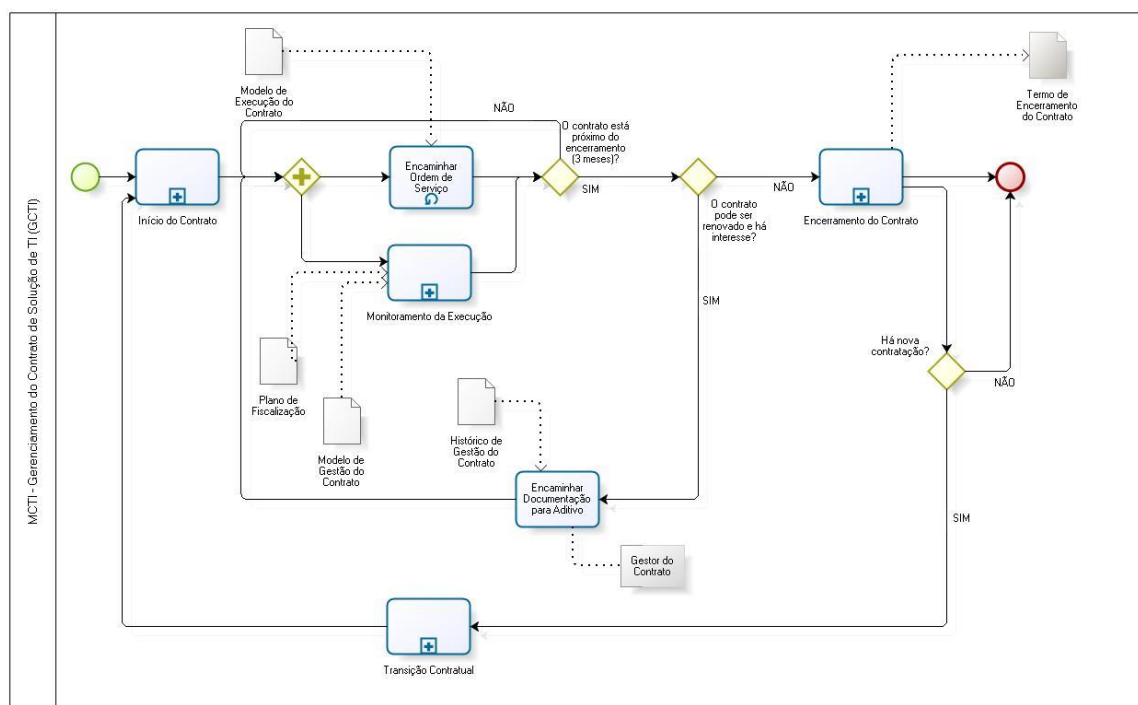 MCTI - Gerenciamento do Contrato de Solução de TI (GCTI)
Modelo de
Execução do
Contrato
Termo de
Encerramento
do Contrato
NÃO
O contrato está
próximo do
encerramento
(3 meses)?
Início do Contrato
Encaminhar
Ordem de
Serviço
SIM
NÃO
O contrato
pode ser
renovado e há
interesse?
Encerramento do Contrato
Monitoramento da Execução
SIM
Há nova
contratação?
NÃO
Plano de
Fiscalização
Modelo de
Gestão do
Contrato
Histórico de
Gestão do
Contrato
Encaminhar
Documentação
para Aditivo
SIM
Gestor do
Contrato
Transição Contratual